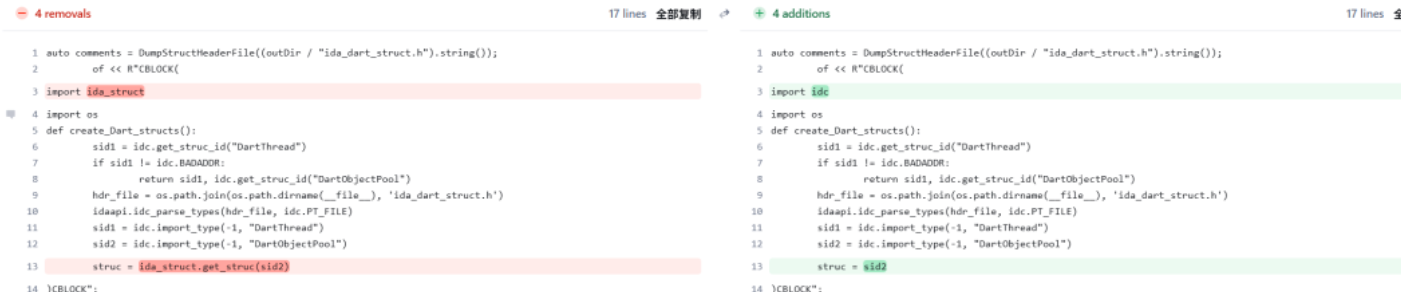 4 removals
17 lines 全部复制
1 auto comments = DumpStructHeaderFile((outDir / "ida_dart_struct.h").string());
2 of << R"CBLOCK(
3 import ida_struct
4 import os
5 def create_Dart_structs():
6 sid1 = idc.get_struc_id("DartThread")
7 if sid1 != idc.BADADDR:
8 return sid1, idc.get_struc_id("DartObjectPool")
9 hdr_file = os.path.join(os.path.dirname(__file__), 'ida_dart_struct.h')
10 idaapi.idc_parse_types(hdr_file, idc.PT_FILE)
11 sid1 = idc.import_type(-1, "DartThread")
12 sid2 = idc.import_type(-1, "DartObjectPool")
13 struc = ida_struct.get_struc(sid2)
14 )CBLOCK";
4 additions
17 lines 全
1 auto comments = DumpStructHeaderFile((outDir / "ida_dart_struct.h").string());
2 of << R"CBLOCK(
3 import idc
4 import os
5 def create_Dart_structs():
6 sid1 = idc.get_struc_id("DartThread")
7 if sid1 != idc.BADADDR:
8 return sid1, idc.get_struc_id("DartObjectPool")
9 hdr_file = os.path.join(os.path.dirname(__file__), 'ida_dart_struct.h')
10 idaapi.idc_parse_types(hdr_file, idc.PT_FILE)
11 sid1 = idc.import_type(-1, "DartThread")
12 sid2 = idc.import_type(-1, "DartObjectPool")
13 struc = sid2
14 )CBLOCK";